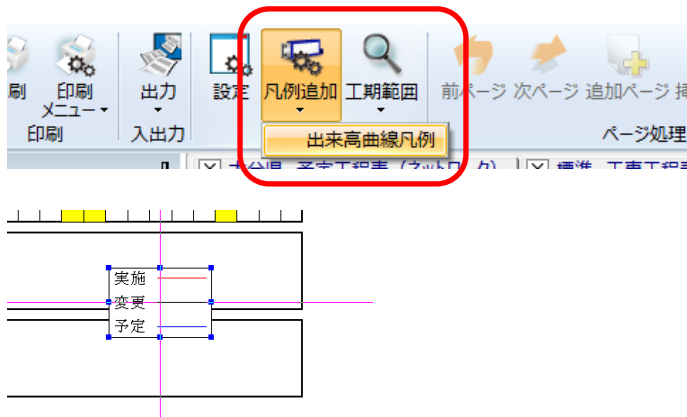 刷 印刷 出力 設定 凡例追加 工期範囲 前ページ 次ページ 追加ページ 挿
メニュー
印刷 入出力 ページ処理
出来高曲線凡例
実施
変更
予定